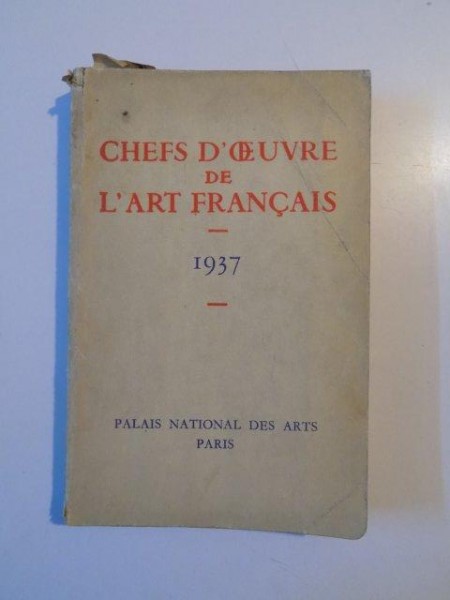 CHEFS D'ŒUVRE
DE
L'ART FRANÇAIS
1937
PALAIS NATIONAL DES ARTS
PARIS